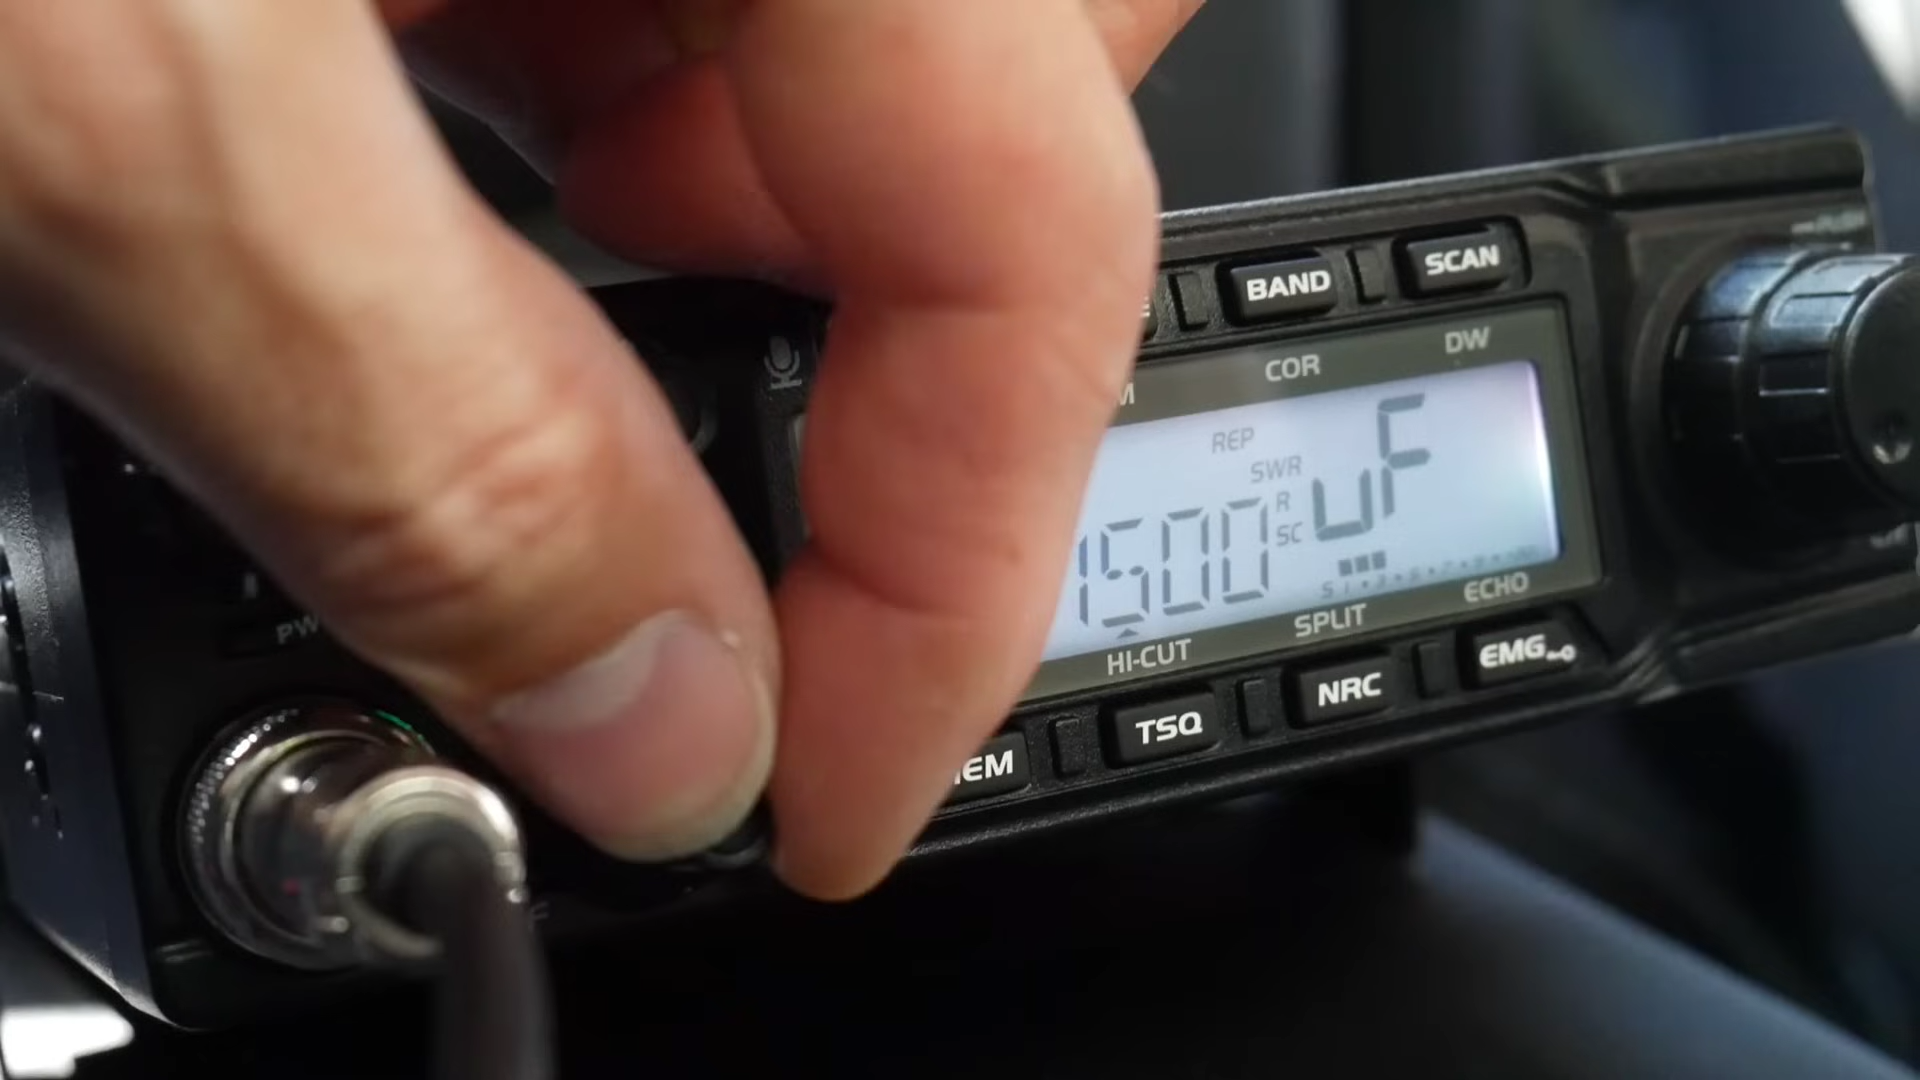 BAND
SCAN
COR
DW
REP
SWR
R
SC
1500
uF
HI-CUT
SPLIT
ECHO
TSQ
NRC
EMG